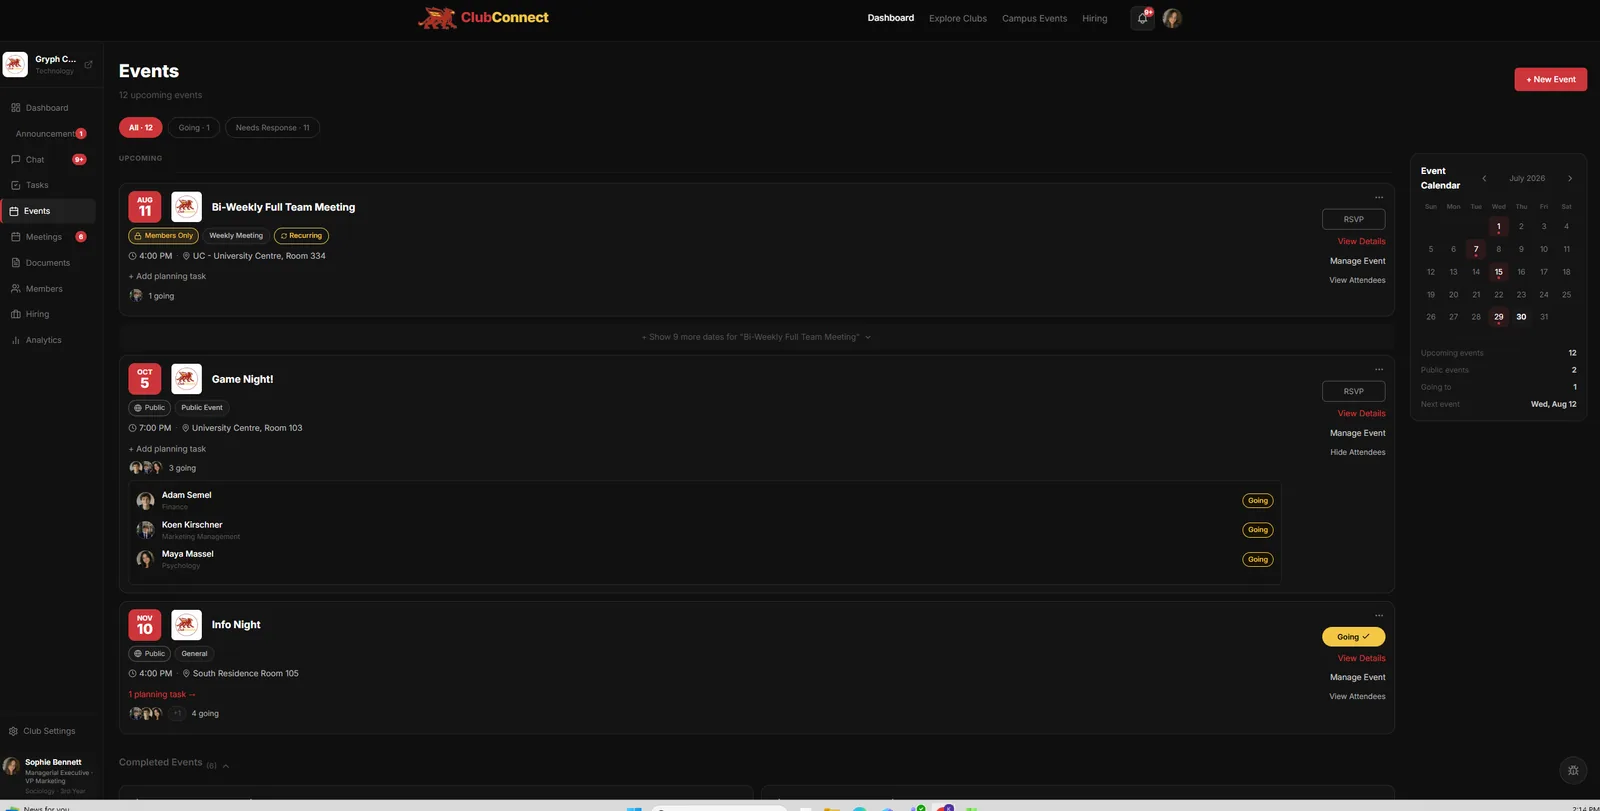 ClubConnect
Dashboard
Explore Clubs
Campus Events
Hiring
9+
Gryph C...
Technology
Dashboard
Announcement 1
Chat 9+
Tasks
Events
Meetings 6
Documents
Members
Hiring
Analytics
Club Settings
Sophie Bennett
Managerial Executive ·
VP Marketing
Sociology · 3rd Year
Events
12 upcoming events
+ New Event
All · 12
Going · 1
Needs Response · 11
UPCOMING
AUG
11
Bi-Weekly Full Team Meeting
Members Only
Weekly Meeting
Recurring
4:00 PM · UC - University Centre, Room 334
+ Add planning task
1 going
...
RSVP
View Details
Manage Event
View Attendees
+ Show 9 more dates for "Bi-Weekly Full Team Meeting"
OCT
5
Game Night!
Public
Public Event
7:00 PM · University Centre, Room 103
+ Add planning task
3 going
...
RSVP
View Details
Manage Event
Hide Attendees
Adam Semel
Finance
Going
Koen Kirschner
Marketing Management
Going
Maya Massel
Psychology
Going
NOV
10
Info Night
Public
General
4:00 PM · South Residence Room 105
1 planning task →
+1
4 going
...
Going ✓
View Details
Manage Event
View Attendees
Completed Events (6)
Event
Calendar
July 2026
Sun Mon Tue Wed Thu Fri Sat
1 2 3 4
5 6 7 8 9 10 11
12 13 14 15 16 17 18
19 20 21 22 23 24 25
26 27 28 29 30 31
Upcoming events 12
Public events 2
Going to 1
Next event Wed, Aug 12
News for you
2:14 PM